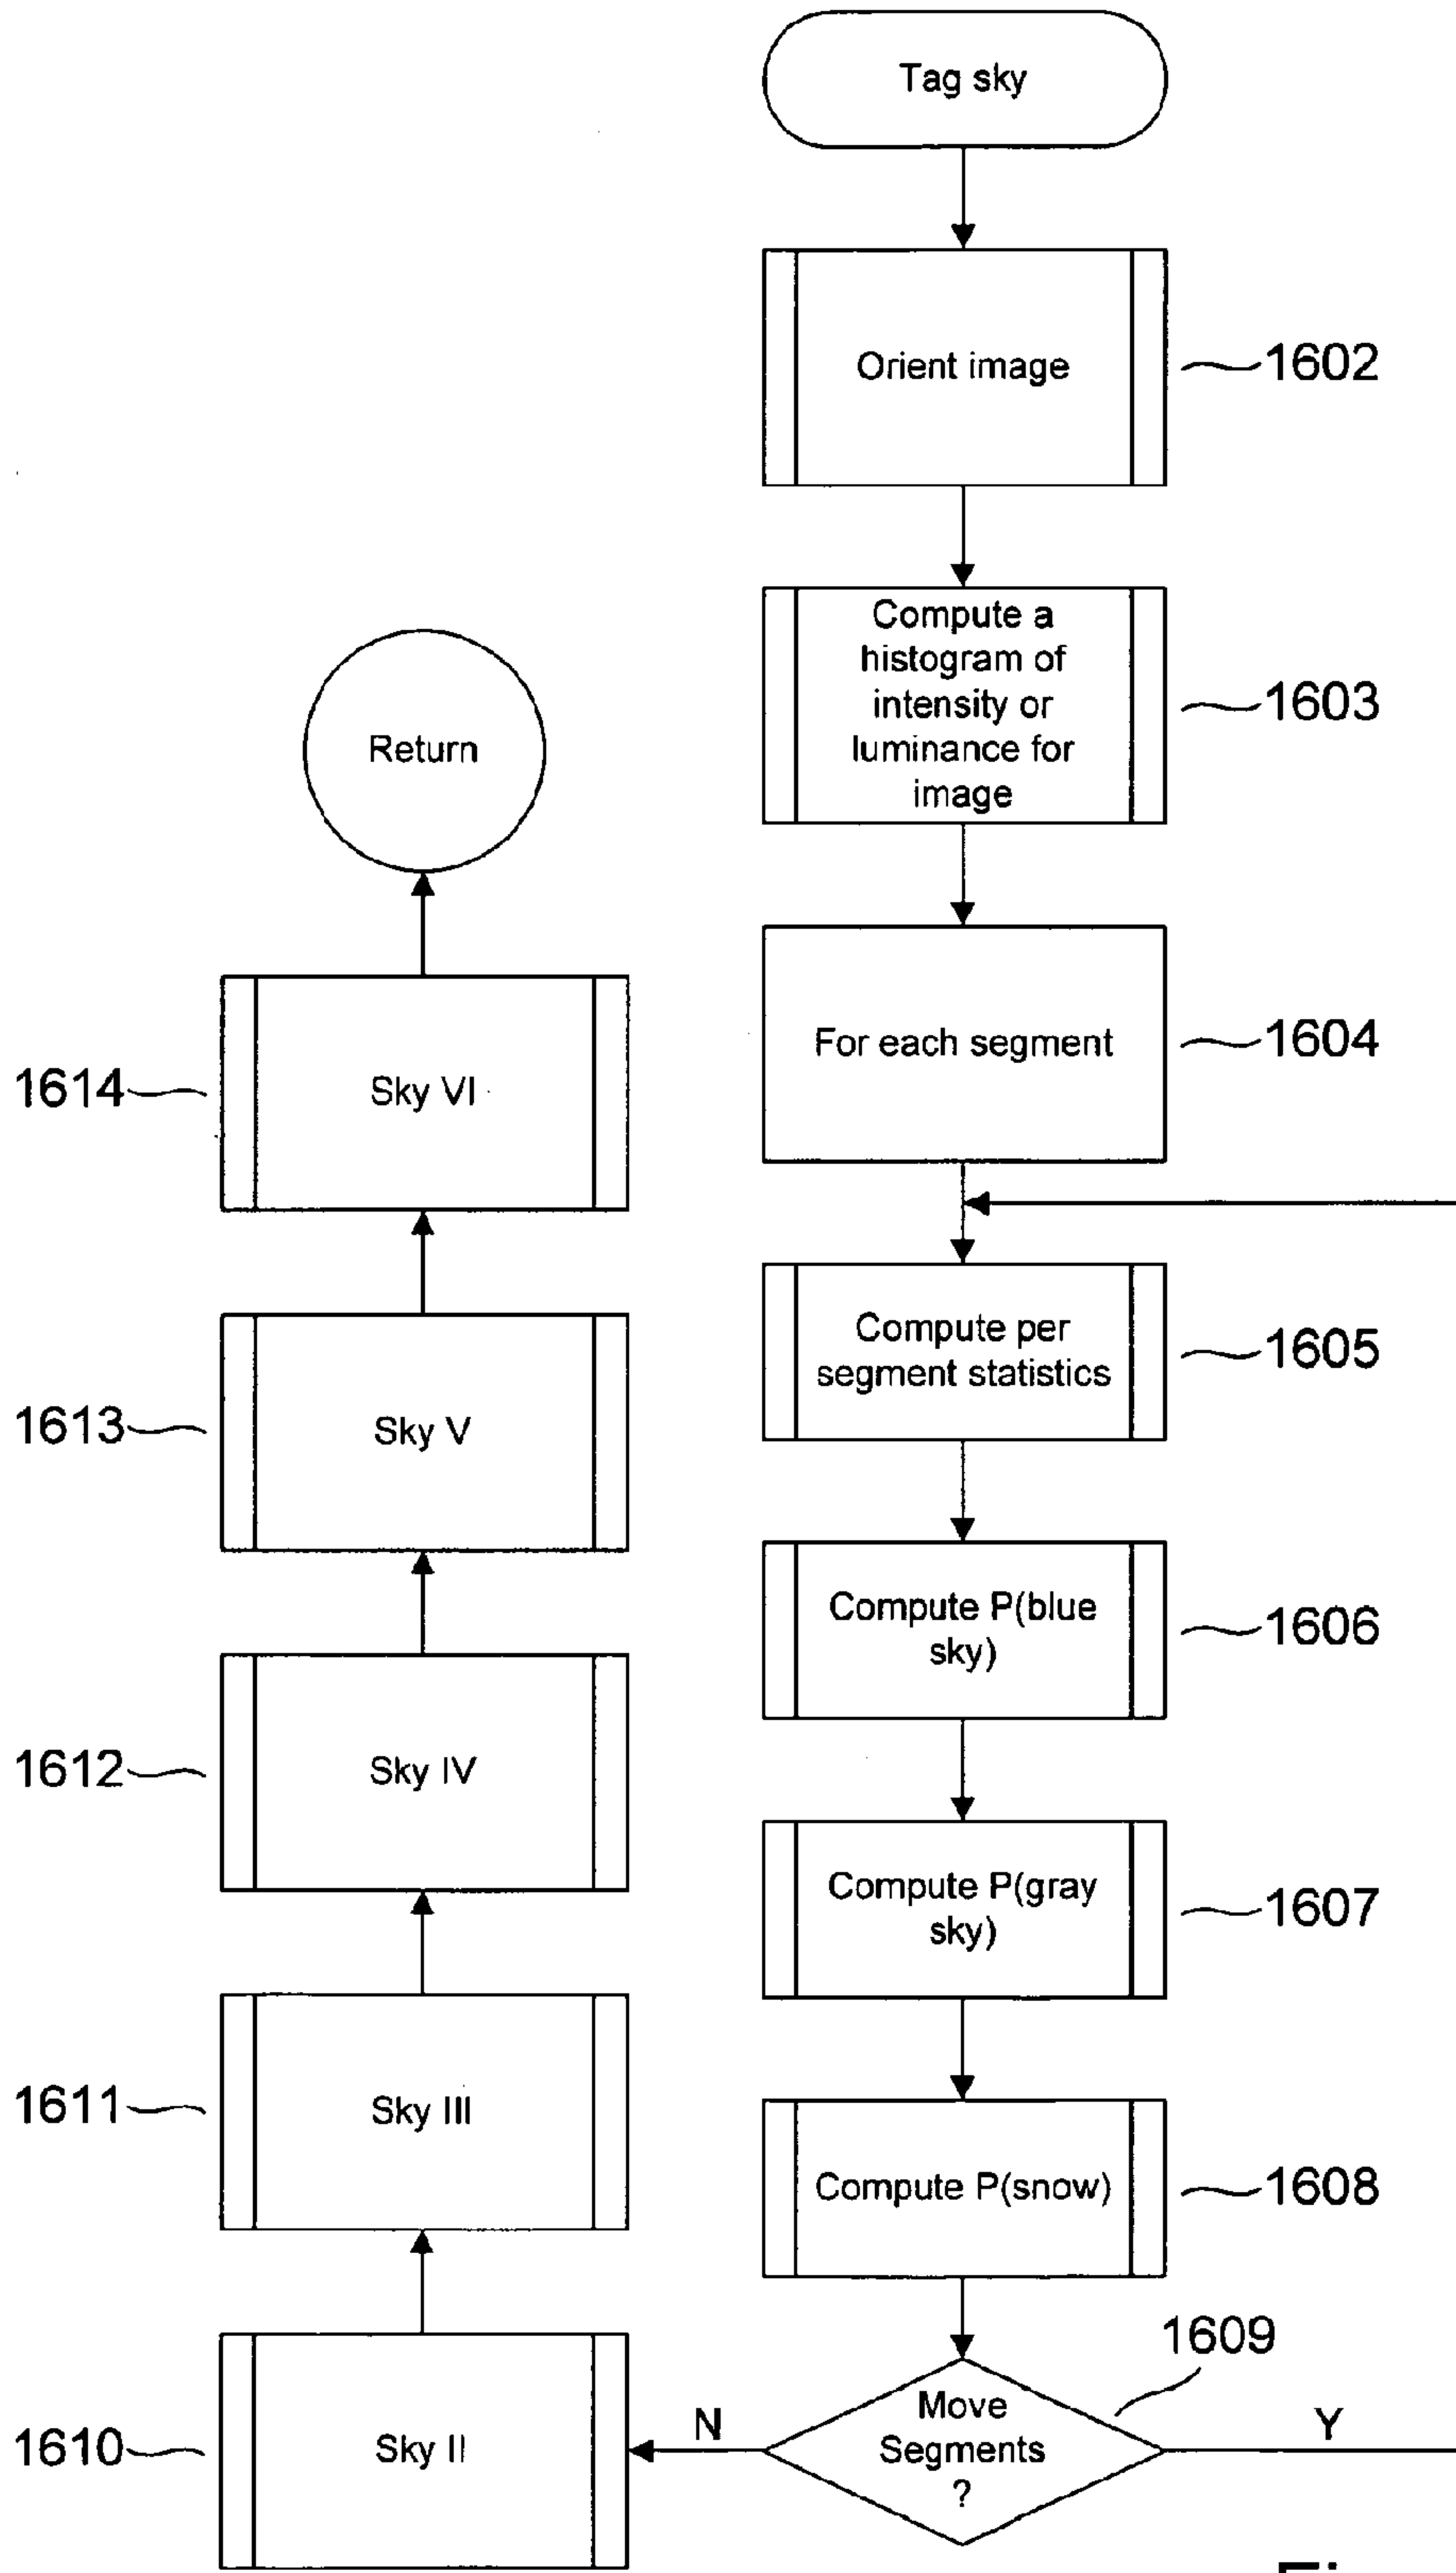 Tag sky
Orient image
1602
Compute a
histogram of
intensity or
luminance for
image
1603
For each segment
1604
Compute per
segment statistics
1605
Compute P(blue
sky)
1606
Compute P(gray
sky)
1607
Compute P(snow)
1608
1609
Move
Segments
?
N
Y
Sky II
1610
Sky III
1611
Sky IV
1612
Sky V
1613
Sky VI
1614
Return